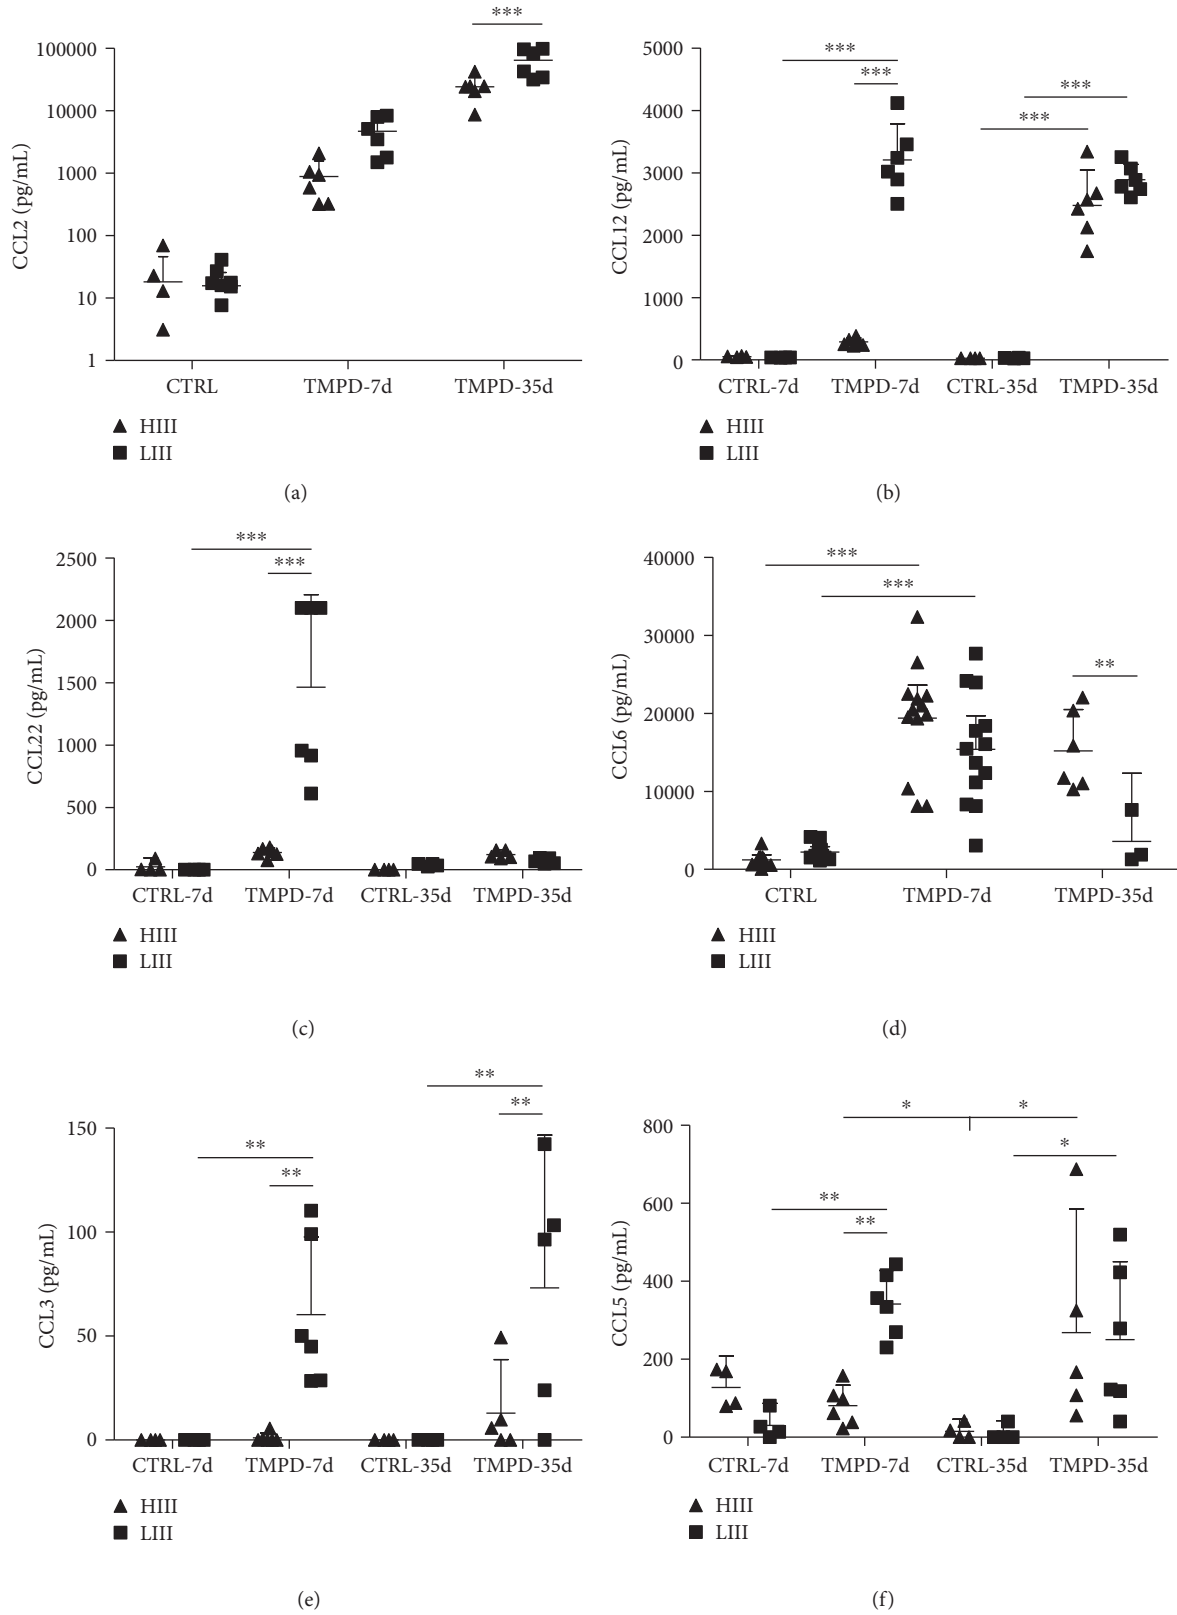 ***
100000
10000
1000
100
10
1
CCL2 (pg/mL)
CTRL TMPD-7d TMPD-35d
HIII
LIII
(a)
***
***
***
***
5000
4000
3000
2000
1000
0
CCL12 (pg/mL)
CTRL-7d TMPD-7d CTRL-35d TMPD-35d
HIII
LIII
(b)
***
***
2500
2000
1500
1000
500
0
CCL22 (pg/mL)
CTRL-7d TMPD-7d CTRL-35d TMPD-35d
HIII
LIII
(c)
***
***
**
40000
30000
20000
10000
0
CCL6 (pg/mL)
CTRL TMPD-7d TMPD-35d
HIII
LIII
(d)
**
**
**
**
150
100
50
0
CCL3 (pg/mL)
CTRL-7d TMPD-7d CTRL-35d TMPD-35d
HIII
LIII
(e)
* *
*
**
**
800
600
400
200
0
CCL5 (pg/mL)
CTRL-7d TMPD-7d CTRL-35d TMPD-35d
HIII
LIII
(f)